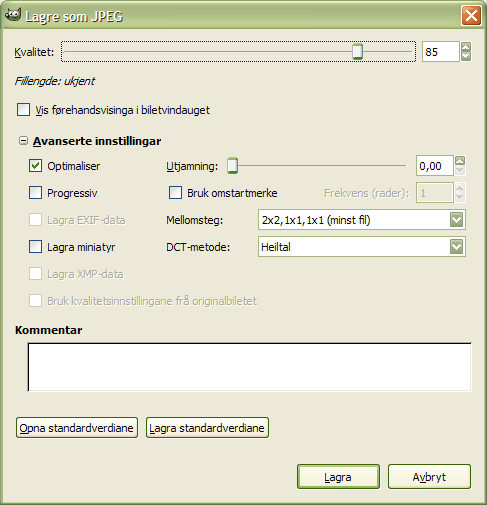 Lagre som JPEG
Kvalitet: 85
Fillengde: ukjent
Vis førehandsvisinga i biletvindauget
Avanserte innstillingar
Optimaliser Utjamning: 0,00
Progressiv Bruk omstartmerke Frekvens (rader): 1
Lagra EXIF-data Mellomsteg: 2x2,1x1,1x1 (minst fil)
Lagra miniatyr DCT-metode: Heiltal
Lagra XMP-data
Bruk kvalitetsinnstillingane frå originalbiletet
Kommentar
Opna standardverdiane Lagra standardverdiane
Lagra Avbryt